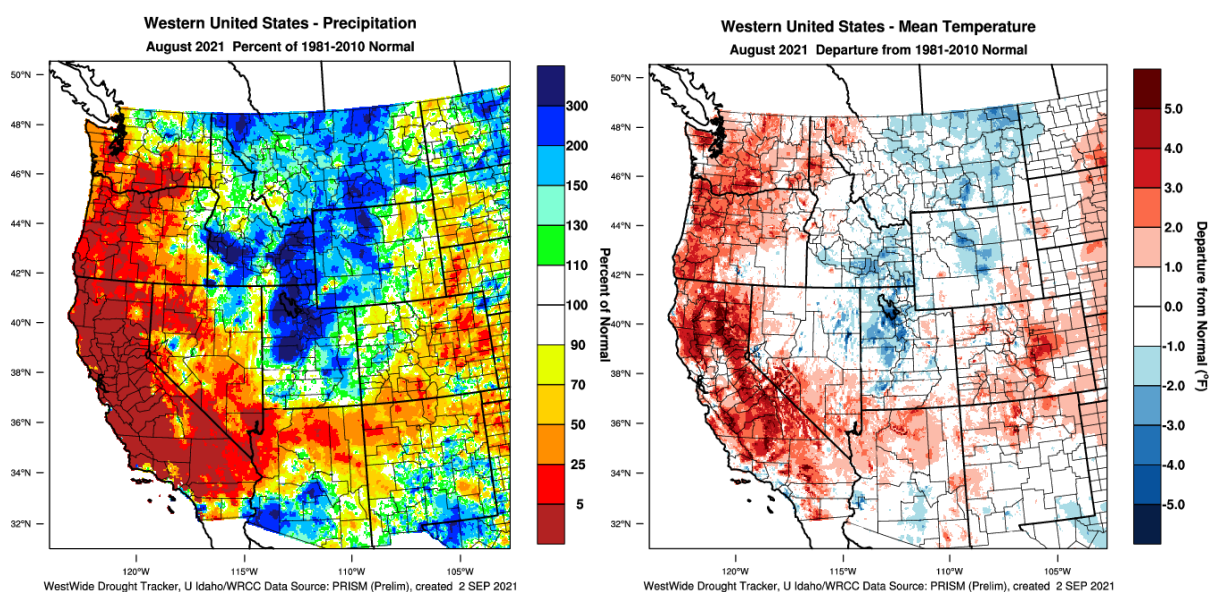 Western United States - Precipitation
August 2021 Percent of 1981-2010 Normal
50°N
48°N
46°N
44°N
42°N
40°N
38°N
36°N
34°N
32°N
120°W
115°W
110°W
105°W
300
200
150
130
110
100
90
70
50
25
5
Percent of Normal
WestWide Drought Tracker, U Idaho/WRCC Data Source: PRISM (Prelim), created 2 SEP 2021
Western United States - Mean Temperature
August 2021 Departure from 1981-2010 Normal
50°N
48°N
46°N
44°N
42°N
40°N
38°N
36°N
34°N
32°N
120°W
115°W
110°W
105°W
5.0
4.0
3.0
2.0
1.0
0.0
-1.0
-2.0
-3.0
-4.0
-5.0
Departure from Normal (°F)
WestWide Drought Tracker, U Idaho/WRCC Data Source: PRISM (Prelim), created 2 SEP 2021